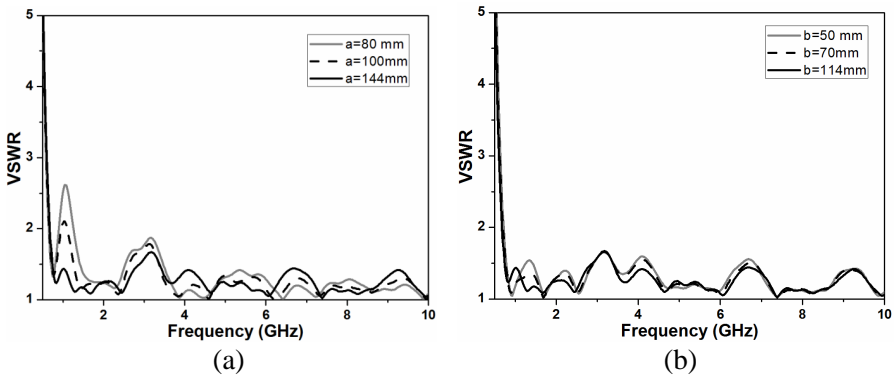 5
4
3
2
1
VSWR
a=80 mm
a=100mm
a=144mm
2 4 6 8 10
Frequency (GHz)
(a)
5
4
3
2
1
VSWR
b=50 mm
b=70mm
b=114mm
2 4 6 8 10
Frequency (GHz)
(b)